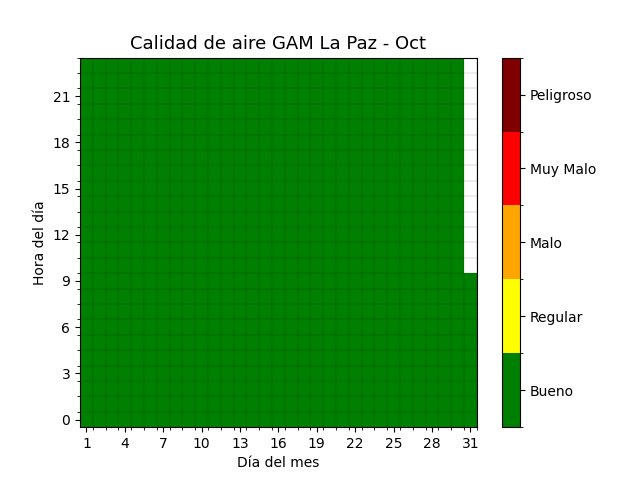 Calidad de aire GAM La Paz - Oct
Hora del día
21
18
15
12
9
6
3
0
1 4 7 10 13 16 19 22 25 28 31
Día del mes
Peligroso
Muy Malo
Malo
Regular
Bueno